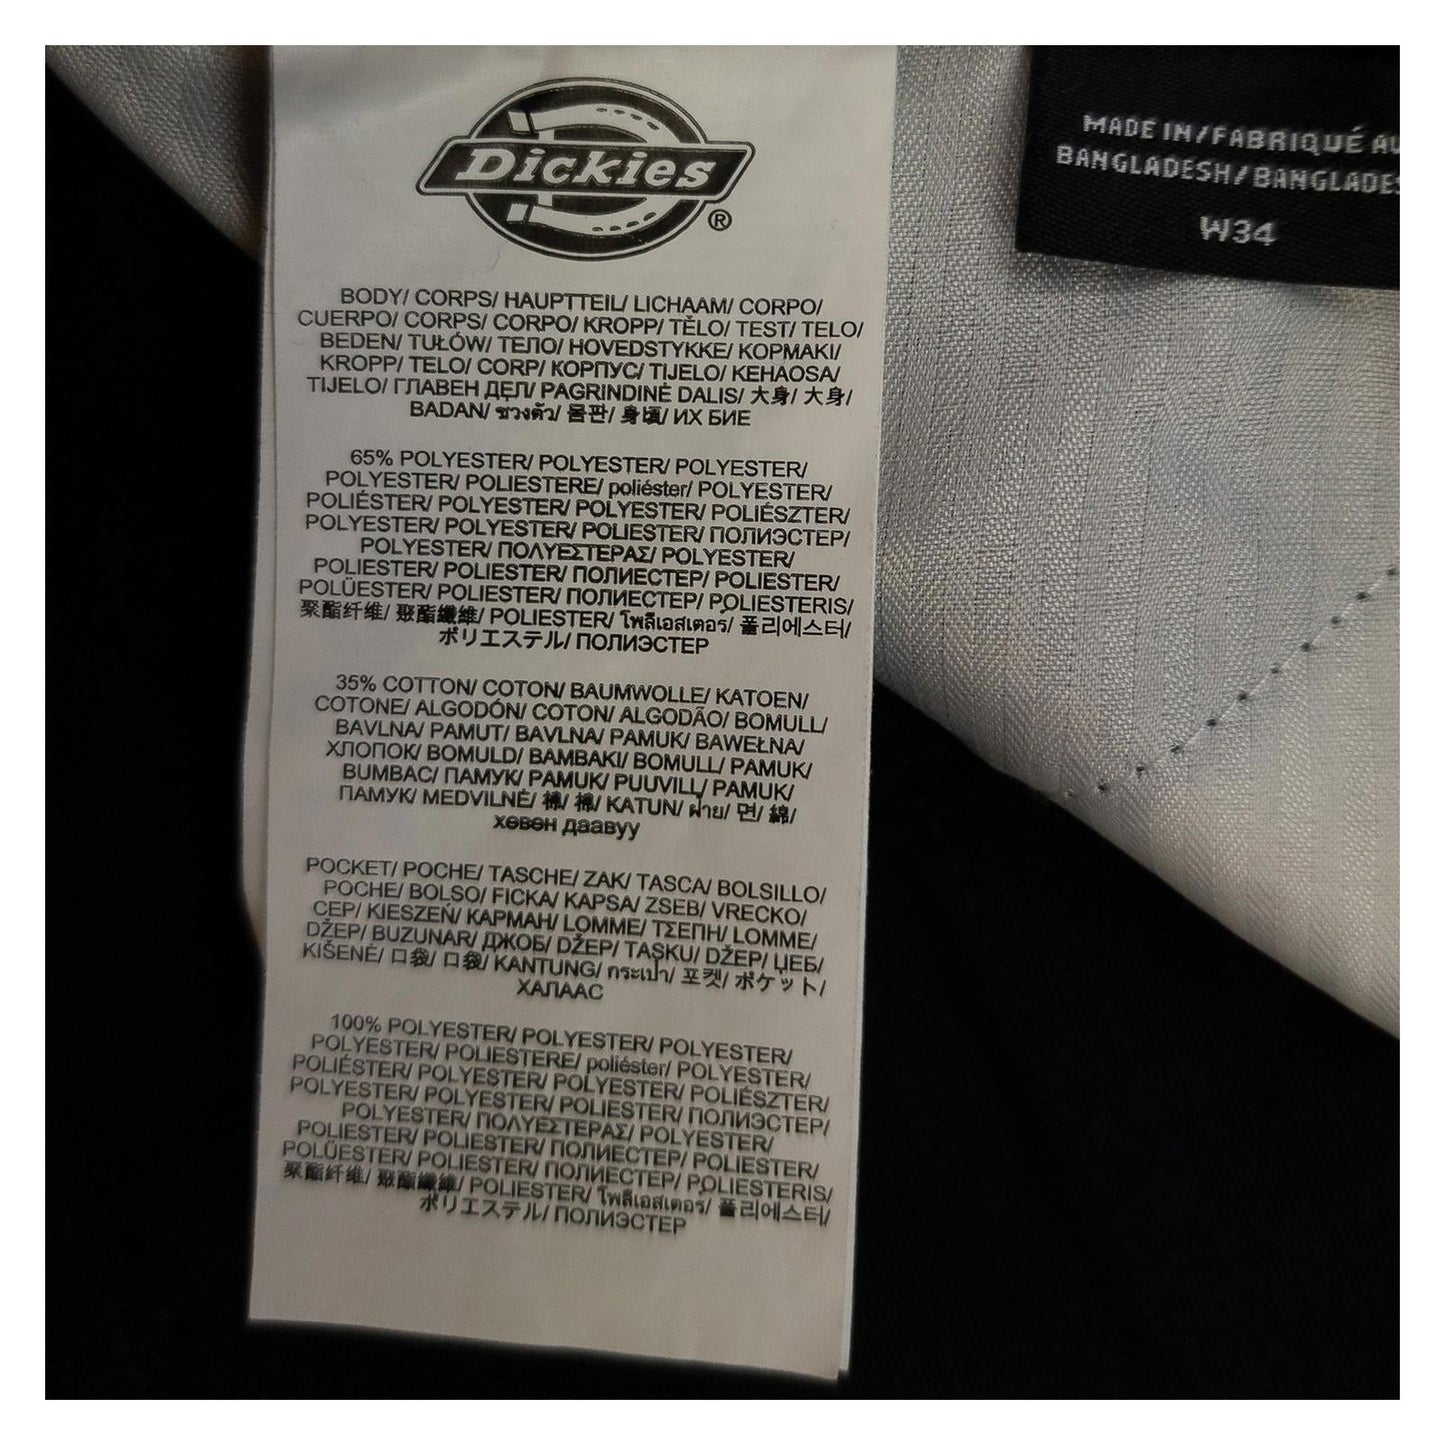 Dickies®
BODY/ CORPS/ HAUPTTEIL/ LICHAAM/ CORPO/
CUERPO/ CORPS/ CORPO/ KROPP/ TĚLO/ TEST/ TELO/
BEDEN/ TUŁÓW/ ТЕЛО/ HOVEDSTYKKE/ ΚΟΡΜΑΚΙ/
KROPP/ TELO/ CORP/ КОРПУС/ TIJELO/ KEHAOSA/
TIJELO/ ГЛАВЕН ДЕЛ/ PAGRINDINĖ DALIS/ 大身/ 大身/
BADAN/ ช่วงตัว/ 몸판/ 身頃/ ИХ БИЕ
65% POLYESTER/ POLYESTER/ POLYESTER/
POLYESTER/ POLIESTERE/ poliéster/ POLYESTER/
POLIÉSTER/ POLYESTER/ POLYESTER/ POLIÉSZTER/
POLYESTER/ POLYESTER/ POLIESTER/ ПОЛИЭСТЕР/
POLYESTER/ ΠΟΛΥΕΣΤΕΡΑΣ/ POLYESTER/
POLIESTER/ POLIESTER/ ПОЛИЕСТЕР/ POLIESTER/
POLÜESTER/ POLIESTER/ ПОЛИЕСТЕР/ POLIESTERIS/
聚酯纤维/ 聚酯纖維/ POLIESTER/ โพลีเอสเตอร์/ 폴리에스터/
ポリエステル/ ПОЛИЭСТЕР
35% COTTON/ COTON/ BAUMWOLLE/ KATOEN/
COTONE/ ALGODÓN/ COTON/ ALGODÃO/ BOMULL/
BAVLNA/ PAMUT/ BAVLNA/ PAMUK/ BAWEŁNA/
ХЛОПОК/ BOMULD/ BAMBAKI/ BOMULL/ PAMUK/
BUMBAC/ ПАМУК/ PAMUK/ PUUVILL/ PAMUK/
ПАМУК/ MEDVILNĖ/ 棉/ 棉/ KATUN/ ฝ้าย/ 면/ 綿/
хөвөн даавуу
POCKET/ POCHE/ TASCHE/ ZAK/ TASCA/ BOLSILLO/
POCHE/ BOLSO/ FICKA/ KAPSA/ ZSEB/ VRECKO/
CEP/ KIESZEŃ/ КАРМАН/ LOMME/ ΤΣΕΠΗ/ LOMME/
DŽEP/ BUZUNAR/ ДЖОБ/ DŽEP/ TASKU/ DŽEP/ ЏЕБ/
KIŠENĖ/ 口袋/ 口袋/ KANTUNG/ กระเป๋า/ 포켓/ ポケット/
ХАЛААС
100% POLYESTER/ POLYESTER/ POLYESTER/
POLYESTER/ POLIESTERE/ poliéster/ POLYESTER/
POLIÉSTER/ POLYESTER/ POLYESTER/ POLIÉSZTER/
POLYESTER/ POLYESTER/ POLIESTER/ ПОЛИЭСТЕР/
POLYESTER/ ΠΟΛΥΕΣΤΕΡΑΣ/ POLYESTER/
POLIESTER/ POLIESTER/ ПОЛИЕСТЕР/ POLIESTER/
POLÜESTER/ POLIESTER/ ПОЛИЕСТЕР/ POLIESTERIS/
聚酯纤维/ 聚酯纖維/ POLIESTER/ โพลีเอสเตอร์/ 폴리에스터/
ポリエステル/ ПОЛИЭСТЕР
MADE IN/FABRIQUÉ AU
BANGLADESH/BANGLADES
W34